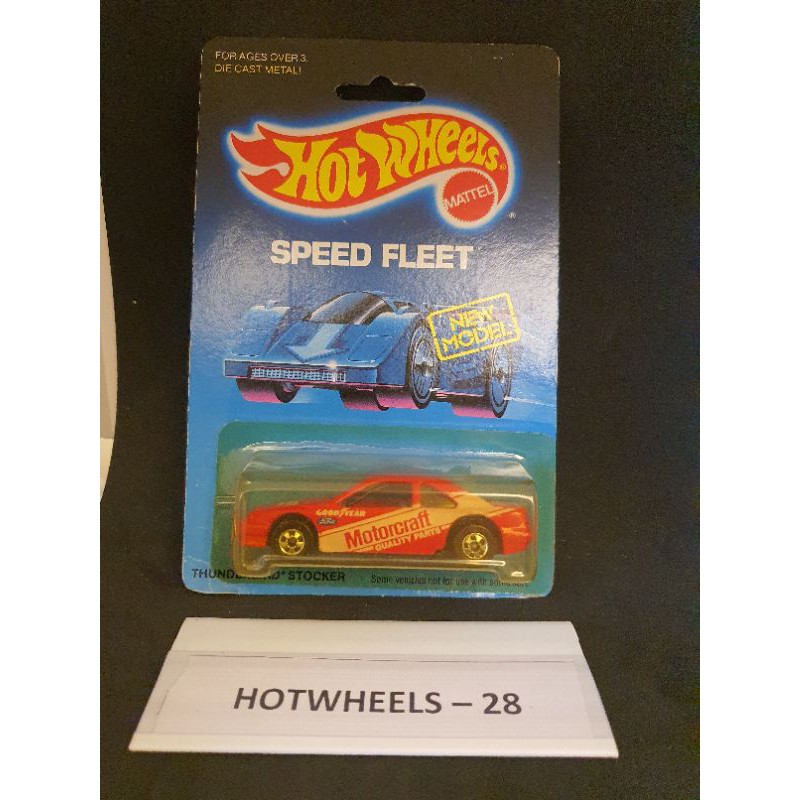 FOR AGES OVER 3.
DIE CAST METAL!
HOT WHEELS®
MATTEL
®
SPEED FLEET
NEW
MODEL
GOODYEAR
Ford
Motorcraft
QUALITY PARTS
STOCKER
Some vehicles not for use with
HOTWHEELS – 28